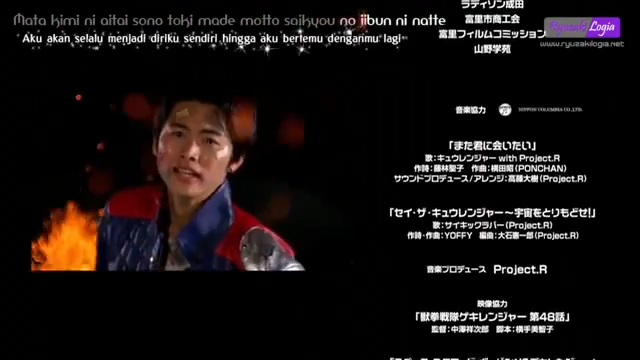 Mata kimi ni aitai sono toki made motto saikyou no jibun ni natte
Aku akan selalu menjadi diriku sendiri hingga aku bertemu denganmu lagi
Ryuzaki Logia
www.ryuzakilogia.net
ラディソン成田
富里市商工会
富里フィルムコミッション
山野学苑
音楽協力 NIPPON COLUMBIA CO.,LTD.
「また君に会いたい」
歌:キュウレンジャー with Project.R
作詩:藤林聖子 作曲:横田昭(PONCHAN)
サウンドプロデュース/アレンジ:高藤大樹(Project.R)
「セイ・ザ・キュウレンジャー～宇宙をとりもどせ!」
歌:サイキックラバー(Project.R)
作詩・作曲:YOFFY 編曲:大石憲一郎(Project.R)
音楽プロデュース Project.R
映像協力
「獣拳戦隊ゲキレンジャー 第48話」
監督:中澤祥次郎 脚本:横手美智子